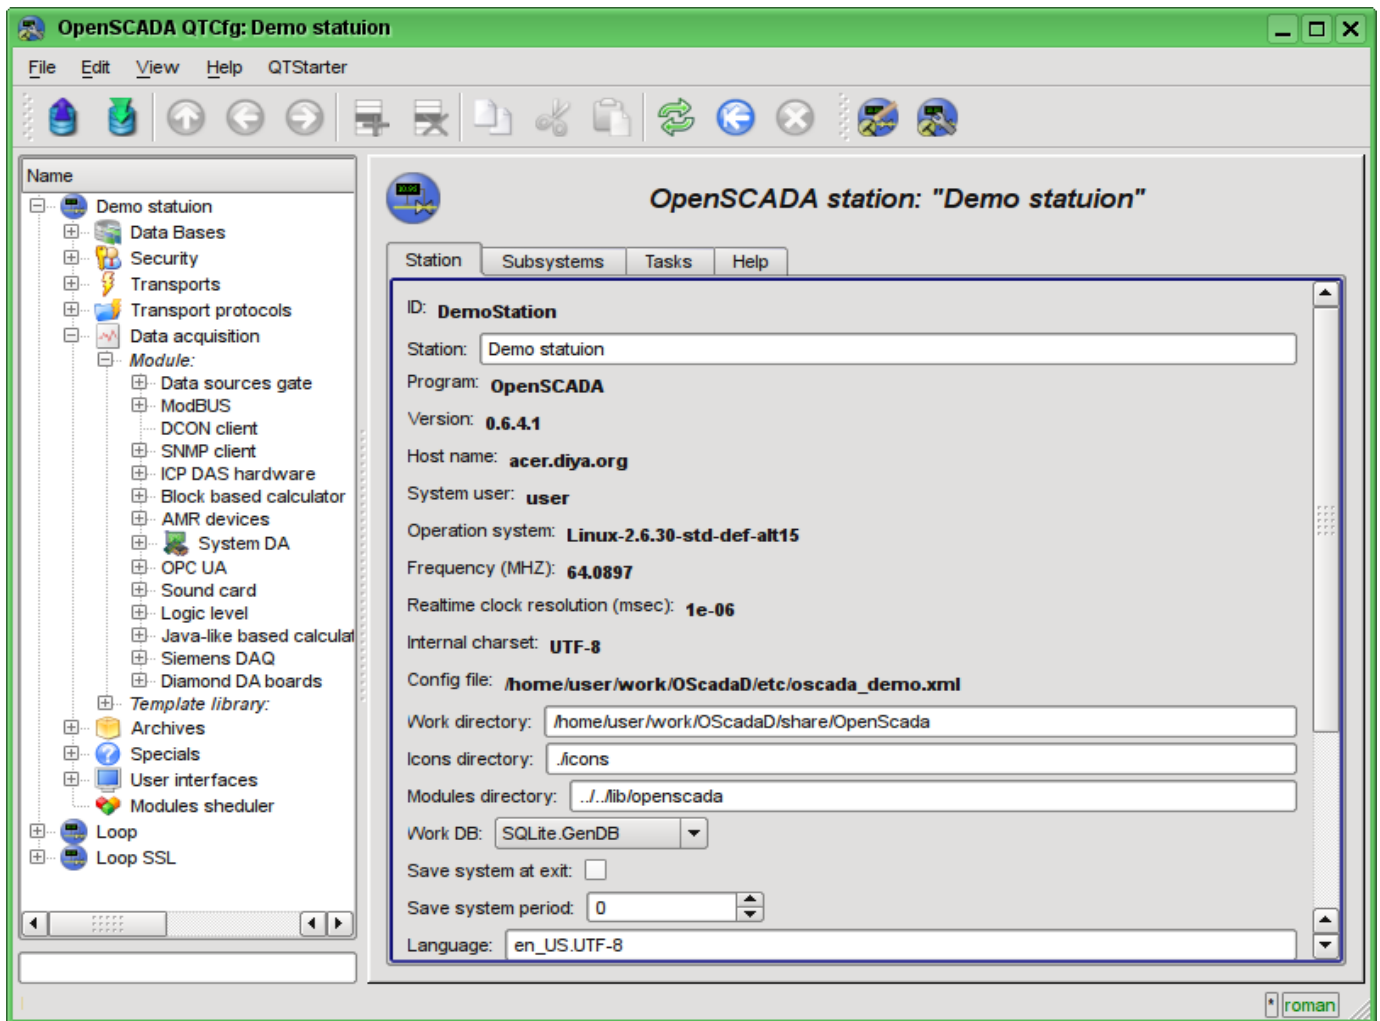 OpenSCADA QTCfg: Demo statuion
File Edit View Help QTStarter
Name
Demo statuion
Data Bases
Security
Transports
Transport protocols
Data acquisition
Module:
Data sources gate
ModBUS
DCON client
SNMP client
ICP DAS hardware
Block based calculator
AMR devices
System DA
OPC UA
Sound card
Logic level
Java-like based calculat
Siemens DAQ
Diamond DA boards
Template library:
Archives
Specials
User interfaces
Modules sheduler
Loop
Loop SSL
OpenSCADA station: "Demo statuion"
Station Subsystems Tasks Help
ID: DemoStation
Station: Demo statuion
Program: OpenSCADA
Version: 0.6.4.1
Host name: acer.diya.org
System user: user
Operation system: Linux-2.6.30-std-def-alt15
Frequency (MHZ): 64.0897
Realtime clock resolution (msec): 1e-06
Internal charset: UTF-8
Config file: /home/user/work/OScadaD/etc/oscada_demo.xml
Work directory: /home/user/work/OScadaD/share/OpenScada
Icons directory: ./icons
Modules directory: ../../lib/openscada
Work DB: SQLite.GenDB
Save system at exit:
Save system period: 0
Language: en_US.UTF-8
* roman